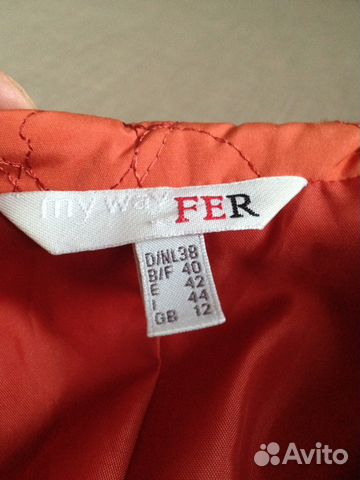 my way FER
D/NL 38
B/F 40
E 42
I 44
GB 12
Avito